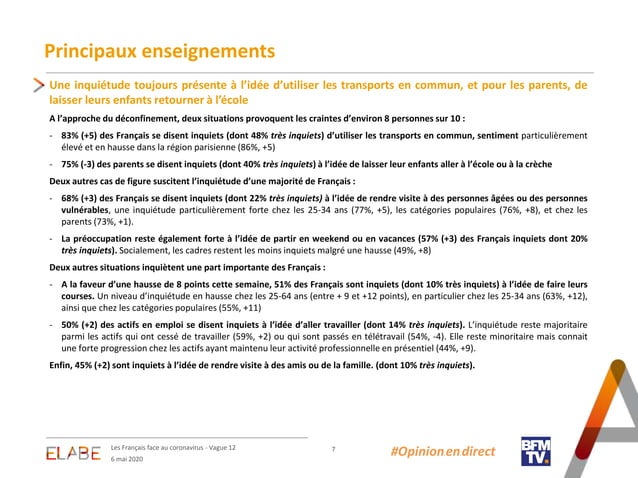 Principaux enseignements
Une inquiétude toujours présente à l’idée d’utiliser les transports en commun, et pour les parents, de
laisser leurs enfants retourner à l’école
A l’approche du déconfinement, deux situations provoquent les craintes d’environ 8 personnes sur 10 :
- 83% (+5) des Français se disent inquiets (dont 48% très inquiets) d’utiliser les transports en commun, sentiment particulièrement
élevé et en hausse dans la région parisienne (86%, +5)
- 75% (-3) des parents se disent inquiets (dont 40% très inquiets) à l’idée de laisser leur enfants aller à l’école ou à la crèche
Deux autres cas de figure suscitent l’inquiétude d’une majorité de Français :
- 68% (+3) des Français se disent inquiets (dont 22% très inquiets) à l’idée de rendre visite à des personnes âgées ou des personnes
vulnérables, une inquiétude particulièrement forte chez les 25-34 ans (77%, +5), les catégories populaires (76%, +8), et chez les
parents (73%, +1).
- La préoccupation reste également forte à l’idée de partir en weekend ou en vacances (57% (+3) des Français inquiets dont 20%
très inquiets). Socialement, les cadres restent les moins inquiets malgré une hausse (49%, +8)
Deux autres situations inquiètent une part importante des Français :
- A la faveur d’une hausse de 8 points cette semaine, 51% des Français sont inquiets (dont 10% très inquiets) à l’idée de faire leurs
courses. Un niveau d’inquiétude en hausse chez les 25-64 ans (entre + 9 et +12 points), en particulier chez les 25-34 ans (63%, +12),
ainsi que chez les catégories populaires (55%, +11)
- 50% (+2) des actifs en emploi se disent inquiets à l’idée d’aller travailler (dont 14% très inquiets). L’inquiétude reste majoritaire
parmi les actifs qui ont cessé de travailler (59%, +2) ou qui sont passés en télétravail (54%, -4). Elle reste minoritaire mais connait
une forte progression chez les actifs ayant maintenu leur activité professionnelle en présentiel (44%, +9).
Enfin, 45% (+2) sont inquiets à l’idée de rendre visite à des amis ou de la famille. (dont 10% très inquiets).
ELABE
Les Français face au coronavirus - Vague 12
6 mai 2020
7
#Opinion en direct
BFM
TV.